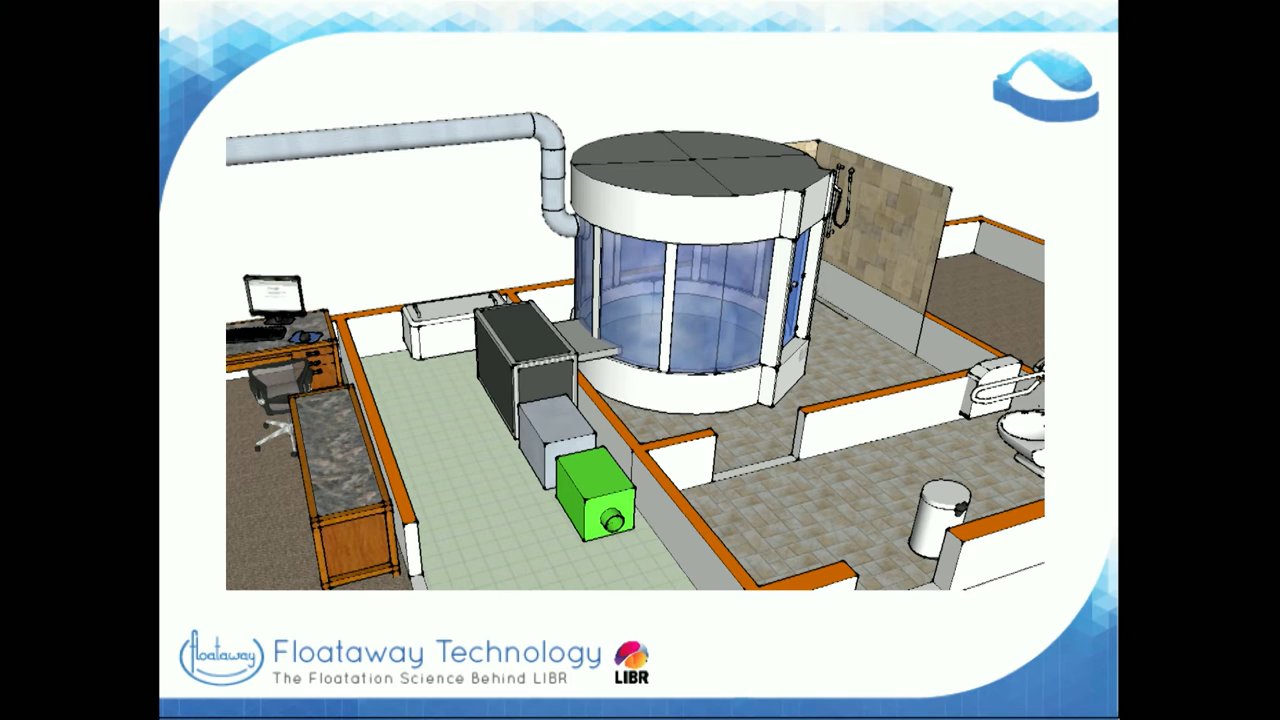 floataway
Floataway Technology
The Floatation Science Behind LIBR
LIBR